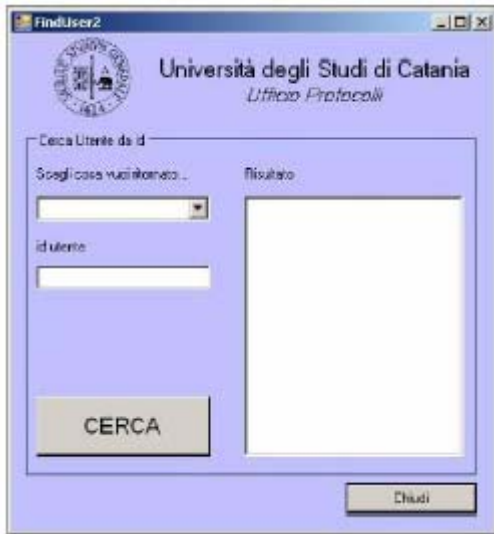 FindUser2
Università degli Studi di Catania
Ufficio Protocolli
Cerca Utente da id
Scegli cosa vuoi ritornato...
Risultato
id utente
CERCA
Chiudi